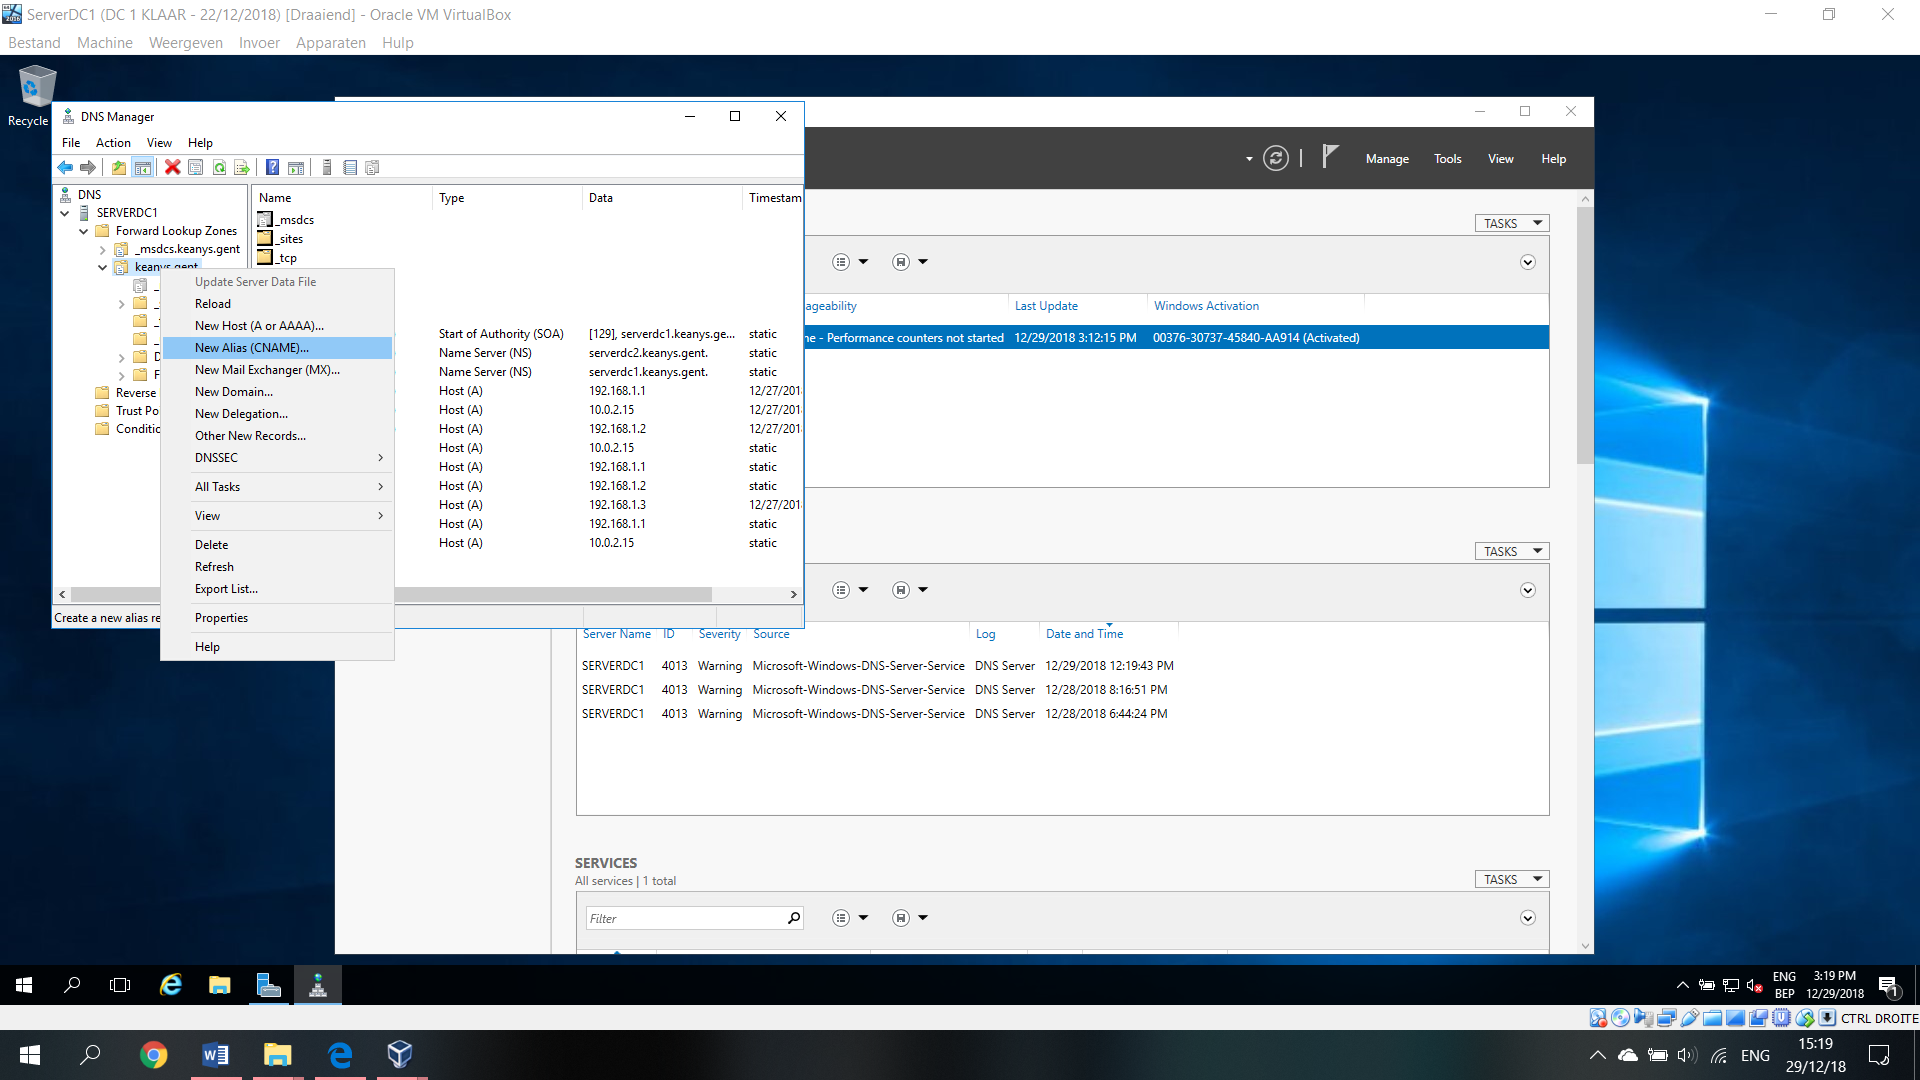 ServerDC1 (DC 1 KLAAR - 22/12/2018) [Draaiend] - Oracle VM VirtualBox
Bestand Machine Weergeven Invoer Apparaten Hulp
Recycle
DNS Manager
File Action View Help
Manage Tools View Help
DNS
SERVERDC1
Forward Lookup Zones
_msdcs.keanys.gent
keanys.gent
Reverse
Trust Po
Conditic
Name Type Data Timestam
_msdcs
_sites
_tcp
Start of Authority (SOA) [129], serverdc1.keanys.ge... static
Name Server (NS) serverdc2.keanys.gent. static
Name Server (NS) serverdc1.keanys.gent. static
Host (A) 192.168.1.1 12/27/201
Host (A) 10.0.2.15 12/27/201
Host (A) 192.168.1.2 12/27/201
Host (A) 10.0.2.15 static
Host (A) 192.168.1.1 static
Host (A) 192.168.1.2 static
Host (A) 192.168.1.3 12/27/201
Host (A) 192.168.1.1 static
Host (A) 10.0.2.15 static
Update Server Data File
Reload
New Host (A or AAAA)...
New Alias (CNAME)...
New Mail Exchanger (MX)...
New Domain...
New Delegation...
Other New Records...
DNSSEC
All Tasks
View
Delete
Refresh
Export List...
Properties
Help
Create a new alias re
TASKS
ageability Last Update Windows Activation
ne - Performance counters not started 12/29/2018 3:12:15 PM 00376-30737-45840-AA914 (Activated)
TASKS
Server Name ID Severity Source Log Date and Time
SERVERDC1 4013 Warning Microsoft-Windows-DNS-Server-Service DNS Server 12/29/2018 12:19:43 PM
SERVERDC1 4013 Warning Microsoft-Windows-DNS-Server-Service DNS Server 12/28/2018 8:16:51 PM
SERVERDC1 4013 Warning Microsoft-Windows-DNS-Server-Service DNS Server 12/28/2018 6:44:24 PM
SERVICES
All services | 1 total
TASKS
Filter
ENG 3:19 PM
BEP 12/29/2018
1
CTRL DROITE
ENG 15:19
29/12/18